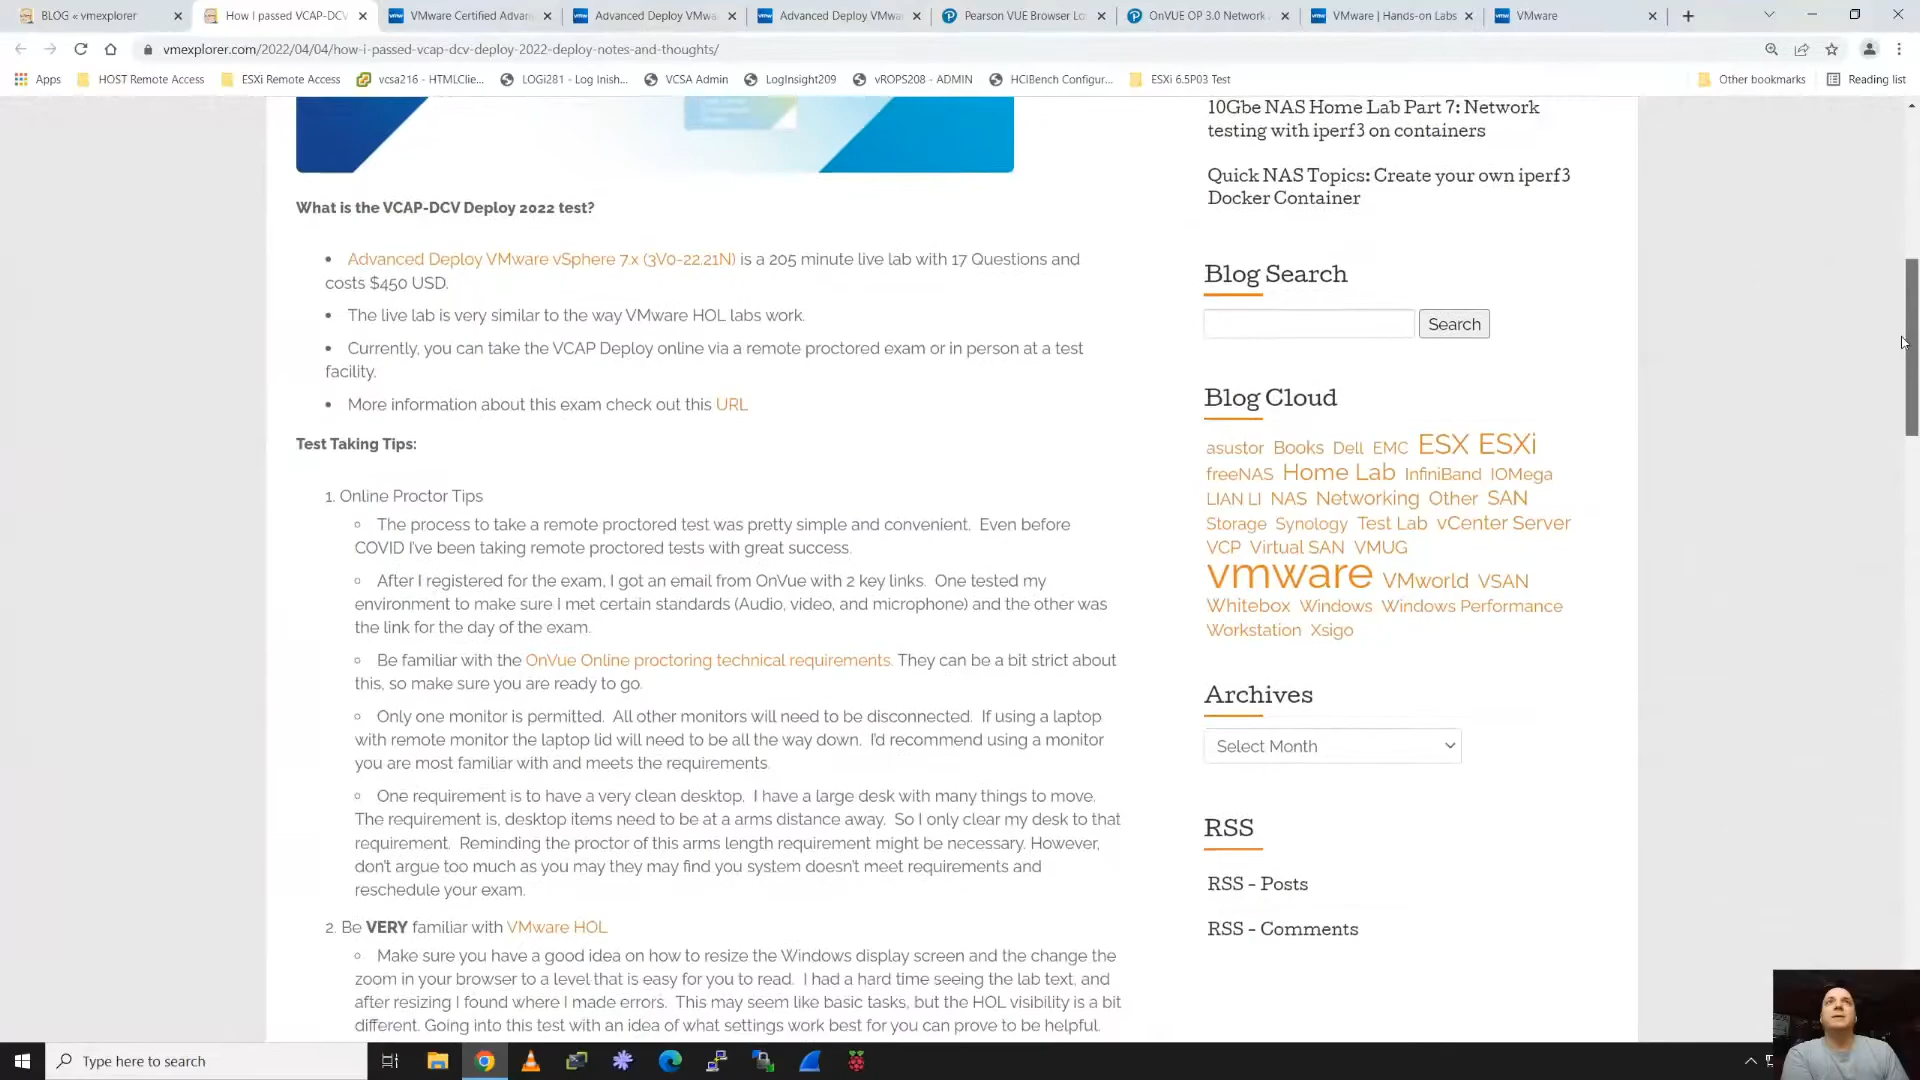 BLOG « vmexplorer
How I passed VCAP-DCV
VMware Certified Advan
Advanced Deploy VMwa
Advanced Deploy VMwa
Pearson VUE Browser Lo
OnVUE OP 3.0 Network
VMware | Hands-on Labs
VMware
vmexplorer.com/2022/04/04/how-i-passed-vcap-dcv-deploy-2022-deploy-notes-and-thoughts/
Apps
HOST Remote Access
ESXi Remote Access
vcsa216 - HTMLClie...
LOGi281 - Log Inish...
VCSA Admin
LogInsight209
vROPS208 - ADMIN
HCIBench Configur...
ESXi 6.5P03 Test
Other bookmarks
Reading list
What is the VCAP-DCV Deploy 2022 test?
• Advanced Deploy VMware vSphere 7.x (3V0-22.21N) is a 205 minute live lab with 17 Questions and
costs $450 USD.
• The live lab is very similar to the way VMware HOL labs work.
• Currently, you can take the VCAP Deploy online via a remote proctored exam or in person at a test
facility.
• More information about this exam check out this URL
Test Taking Tips:
1. Online Proctor Tips
The process to take a remote proctored test was pretty simple and convenient. Even before
COVID I've been taking remote proctored tests with great success.
After I registered for the exam, I got an email from OnVue with 2 key links. One tested my
environment to make sure I met certain standards (Audio, video, and microphone) and the other was
the link for the day of the exam.
Be familiar with the OnVue Online proctoring technical requirements. They can be a bit strict about
this, so make sure you are ready to go.
Only one monitor is permitted. All other monitors will need to be disconnected. If using a laptop
with remote monitor the laptop lid will need to be all the way down. I'd recommend using a monitor
you are most familiar with and meets the requirements.
One requirement is to have a very clean desktop. I have a large desk with many things to move.
The requirement is, desktop items need to be at a arms distance away. So I only clear my desk to that
requirement. Reminding the proctor of this arms length requirement might be necessary. However,
don't argue too much as you may they may find you system doesn't meet requirements and
reschedule your exam.
2. Be VERY familiar with VMware HOL
Make sure you have a good idea on how to resize the Windows display screen and the change the
zoom in your browser to a level that is easy for you to read. I had a hard time seeing the lab text, and
after resizing I found where I made errors. This may seem like basic tasks, but the HOL visibility is a bit
different. Going into this test with an idea of what settings work best for you can prove to be helpful.
10Gbe NAS Home Lab Part 7: Network
testing with iperf3 on containers
Quick NAS Topics: Create your own iperf3
Docker Container
Blog Search
Search
Blog Cloud
asustor Books Dell EMC ESX ESXi
freeNAS Home Lab InfiniBand IOMega
LIAN LI NAS Networking Other SAN
Storage Synology Test Lab vCenter Server
VCP Virtual SAN VMUG
vmware VMworld VSAN
Whitebox Windows Windows Performance
Workstation Xsigo
Archives
Select Month
RSS
RSS - Posts
RSS - Comments
Type here to search